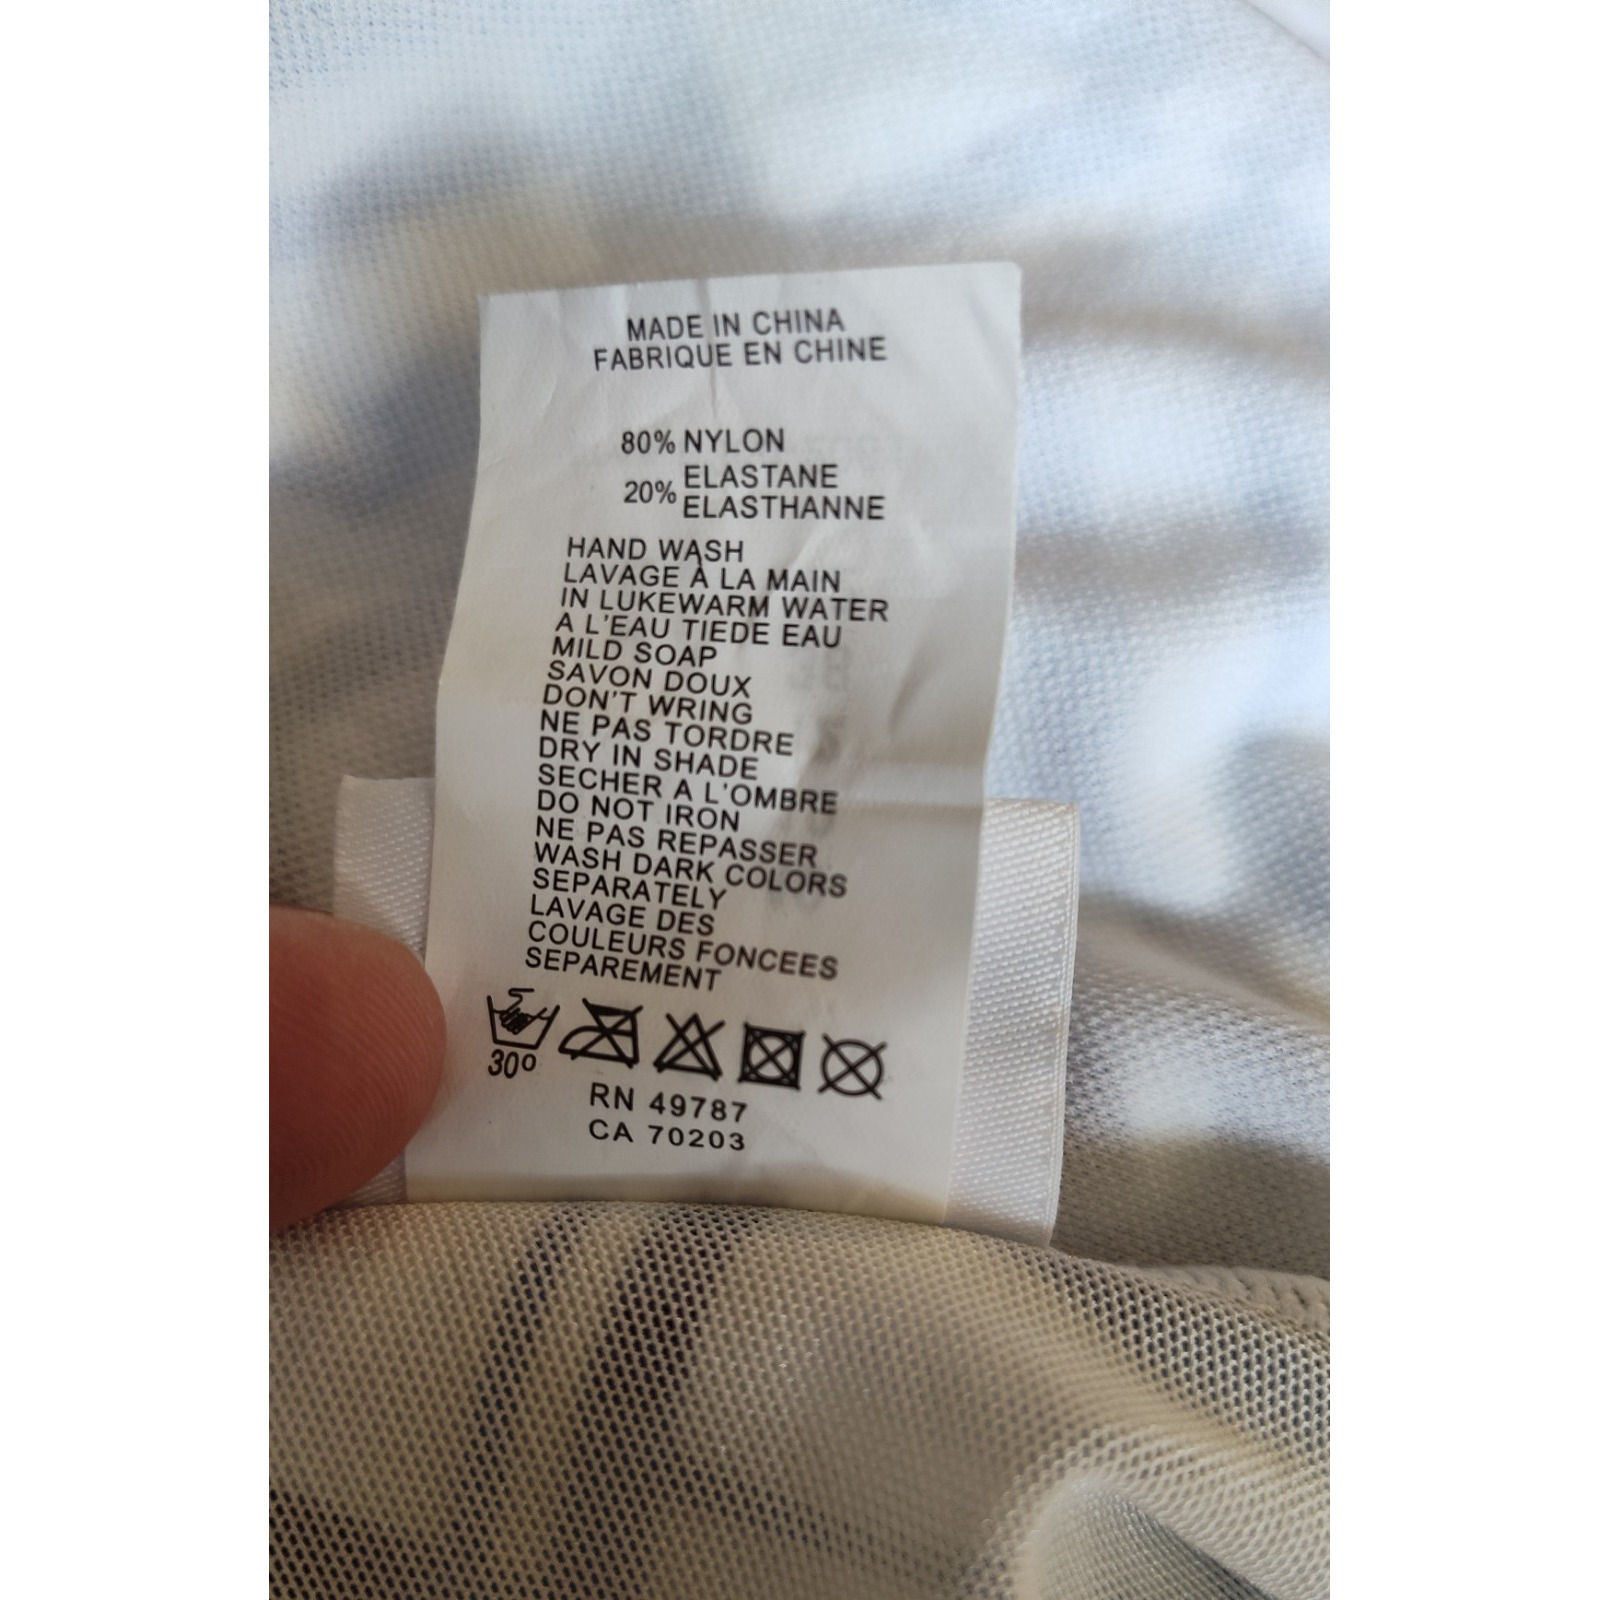 MADE IN CHINA
FABRIQUE EN CHINE
80% NYLON
20% ELASTANE
ELASTHANNE
HAND WASH
LAVAGE À LA MAIN
IN LUKEWARM WATER
A L'EAU TIEDE EAU
MILD SOAP
SAVON DOUX
DON'T WRING
NE PAS TORDRE
DRY IN SHADE
SECHER A L'OMBRE
DO NOT IRON
NE PAS REPASSER
WASH DARK COLORS
SEPARATELY
LAVAGE DES
COULEURS FONCEES
SEPAREMENT
30º
RN 49787
CA 70203